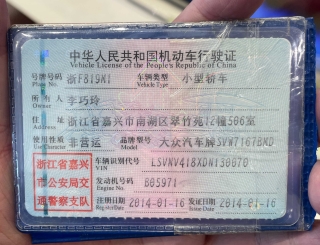 中华人民共和国机动车行驶证
Vehicle License of the People's Republic of China
号牌号码 浙F819K1 车辆类型 小型轿车
Plate No. Vehicle Type
所有人 李巧玲
Owner
住址 浙江省嘉兴市南湖区翠竹苑12幢506室
Address
使用性质 非营运 品牌型号 大众汽车牌SVW7167BXD
Use Character Model
浙江省嘉兴 车辆识别代号 LSVNV418XDN130070
VIN
市公安局交 发动机号码 B05971
Engine No.
通警察支队 注册日期 2014-01-16 发证日期 2014-01-16
Register Date Issue Date